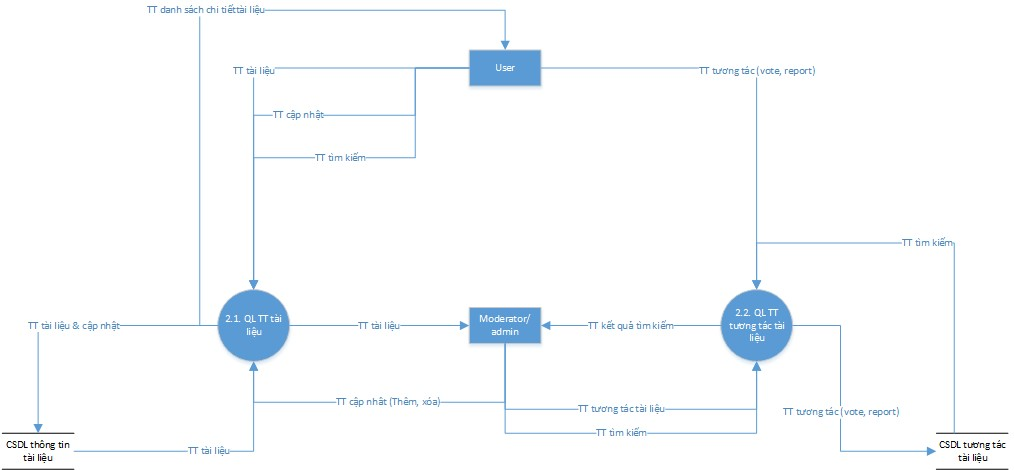 TT danh sách chi tiết tài liệu
User
TT tài liệu
TT tương tác (vote, report)
TT cập nhật
TT tìm kiếm
TT tìm kiếm
2.1. QL TT tài
liệu
Moderator/
admin
2.2. QL TT
tương tác tài
liệu
TT tài liệu & cập nhật
TT tài liệu
TT kết quả tìm kiếm
TT cập nhât (Thêm, xóa)
TT tương tác tài liệu
TT tương tác (vote, report)
TT tìm kiếm
CSDL thông tin
tài liệu
TT tài liệu
CSDL tương tác
tài liệu